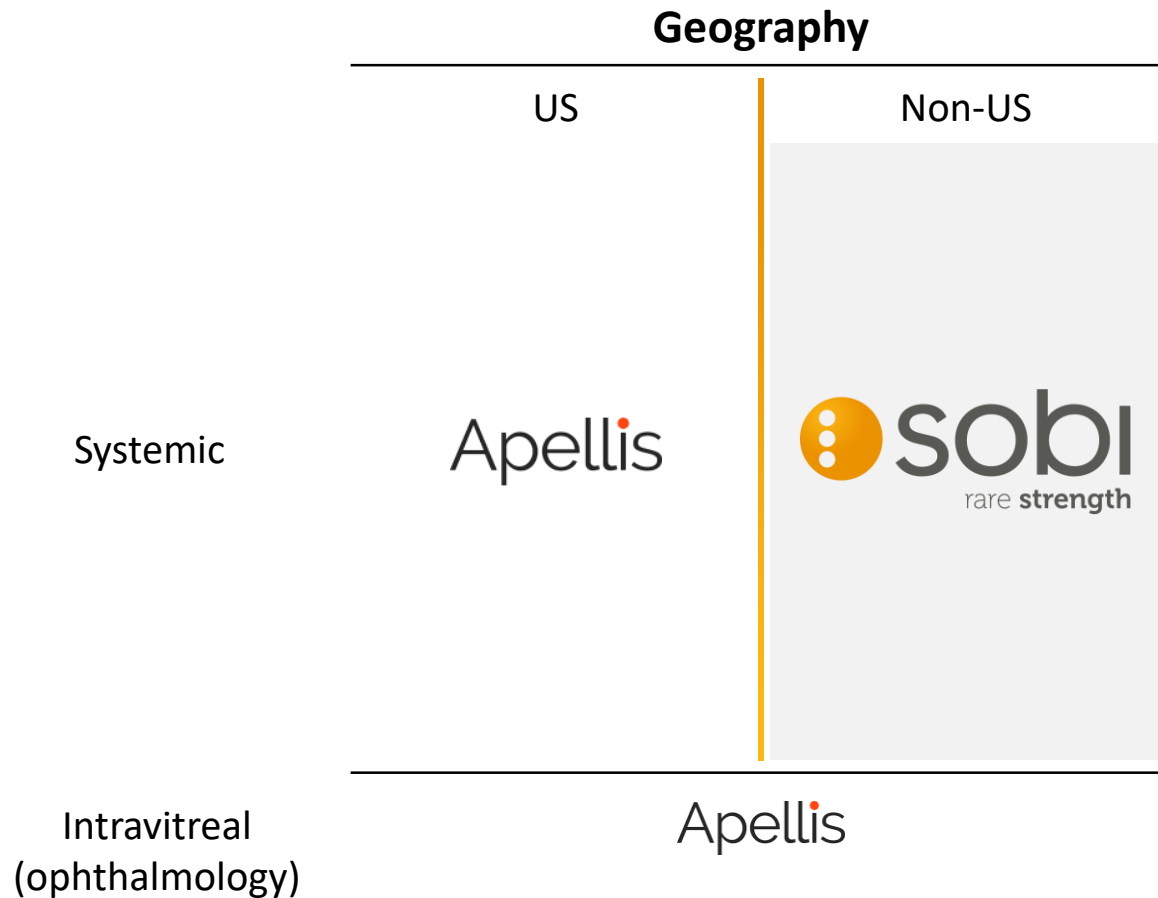 Geography
US
Non-US
Systemic
Apellis
sobi
rare strength
Intravitreal
(ophthalmology)
Apellis